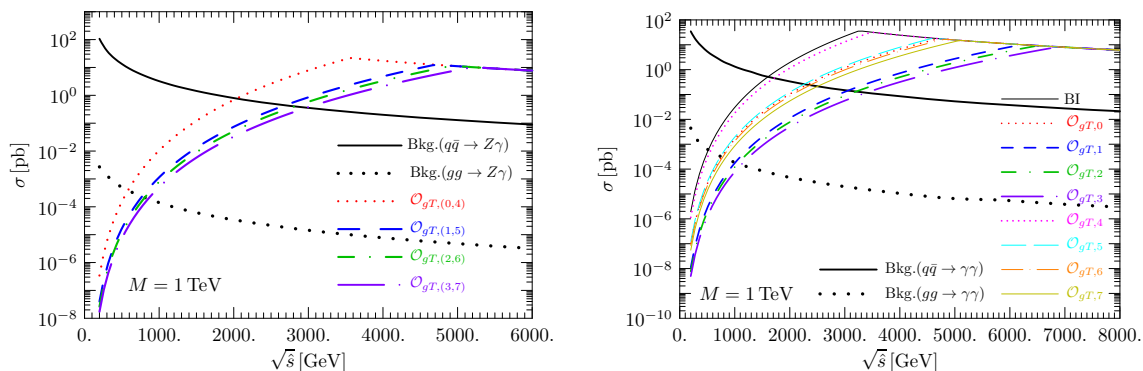 σ [pb]
10^2
10^0
10^−2
10^−4
10^−6
10^−8
Bkg.(qq̄ → Zγ)
Bkg.(gg → Zγ)
𝒪_gT,(0,4)
𝒪_gT,(1,5)
𝒪_gT,(2,6)
𝒪_gT,(3,7)
M = 1 TeV
0. 1000. 2000. 3000. 4000. 5000. 6000.
√ŝ [GeV]
σ [pb]
10^2
10^0
10^−2
10^−4
10^−6
10^−8
10^−10
BI
𝒪_gT,0
𝒪_gT,1
𝒪_gT,2
𝒪_gT,3
𝒪_gT,4
𝒪_gT,5
𝒪_gT,6
𝒪_gT,7
Bkg.(qq̄ → γγ)
Bkg.(gg → γγ)
M = 1 TeV
0. 1000. 2000. 3000. 4000. 5000. 6000. 7000. 8000.
√ŝ [GeV]